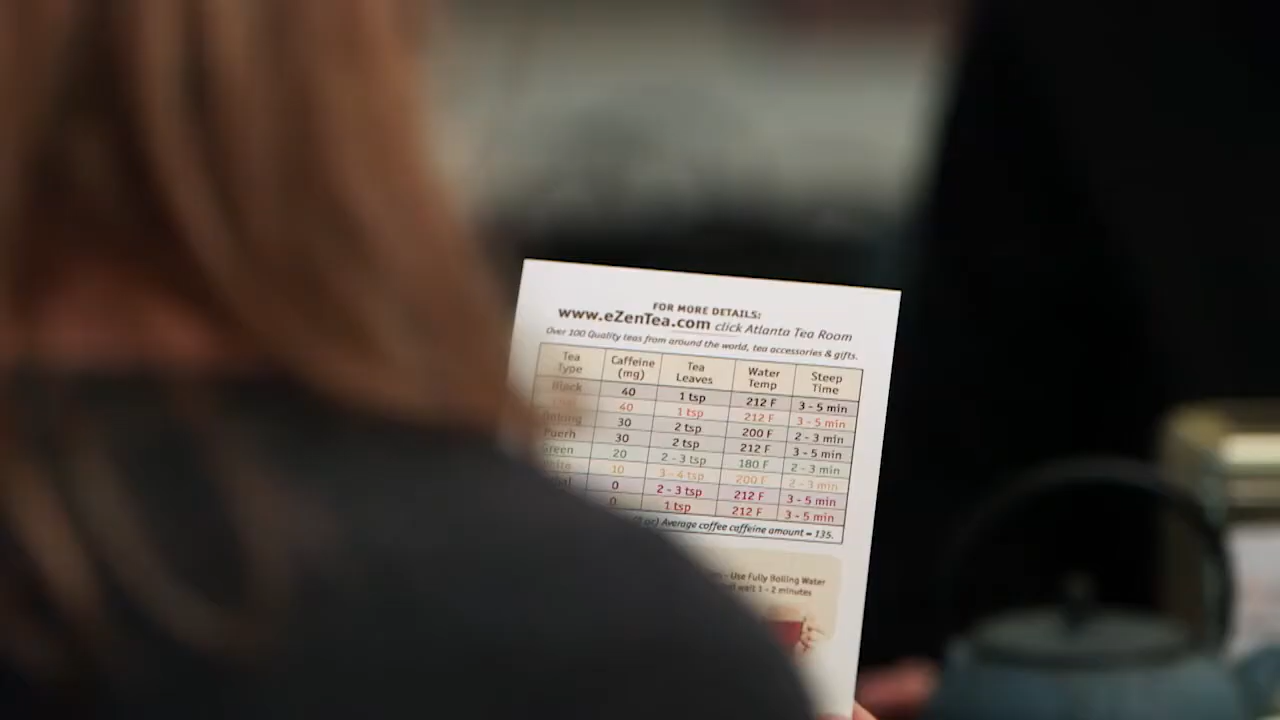 FOR MORE DETAILS:
www.eZenTea.com click Atlanta Tea Room
Over 100 Quality teas from around the world, tea accessories & gifts.
Tea Type Caffeine (mg) Tea Leaves Water Temp Steep Time
Black 40 1 tsp 212 F 3 - 5 min
40 1 tsp 212 F 3 - 5 min
Oolong 30 2 tsp 200 F 2 - 3 min
Puerh 30 2 tsp 212 F 3 - 5 min
Green 20 2 - 3 tsp 180 F 2 - 3 min
White 10 3 - 4 tsp 200 F 2 - 3 min
0 2 - 3 tsp 212 F 3 - 5 min
0 1 tsp 212 F 3 - 5 min
oz) Average coffee caffeine amount = 135.
- Use Fully Boiling Water
wait 1 - 2 minutes